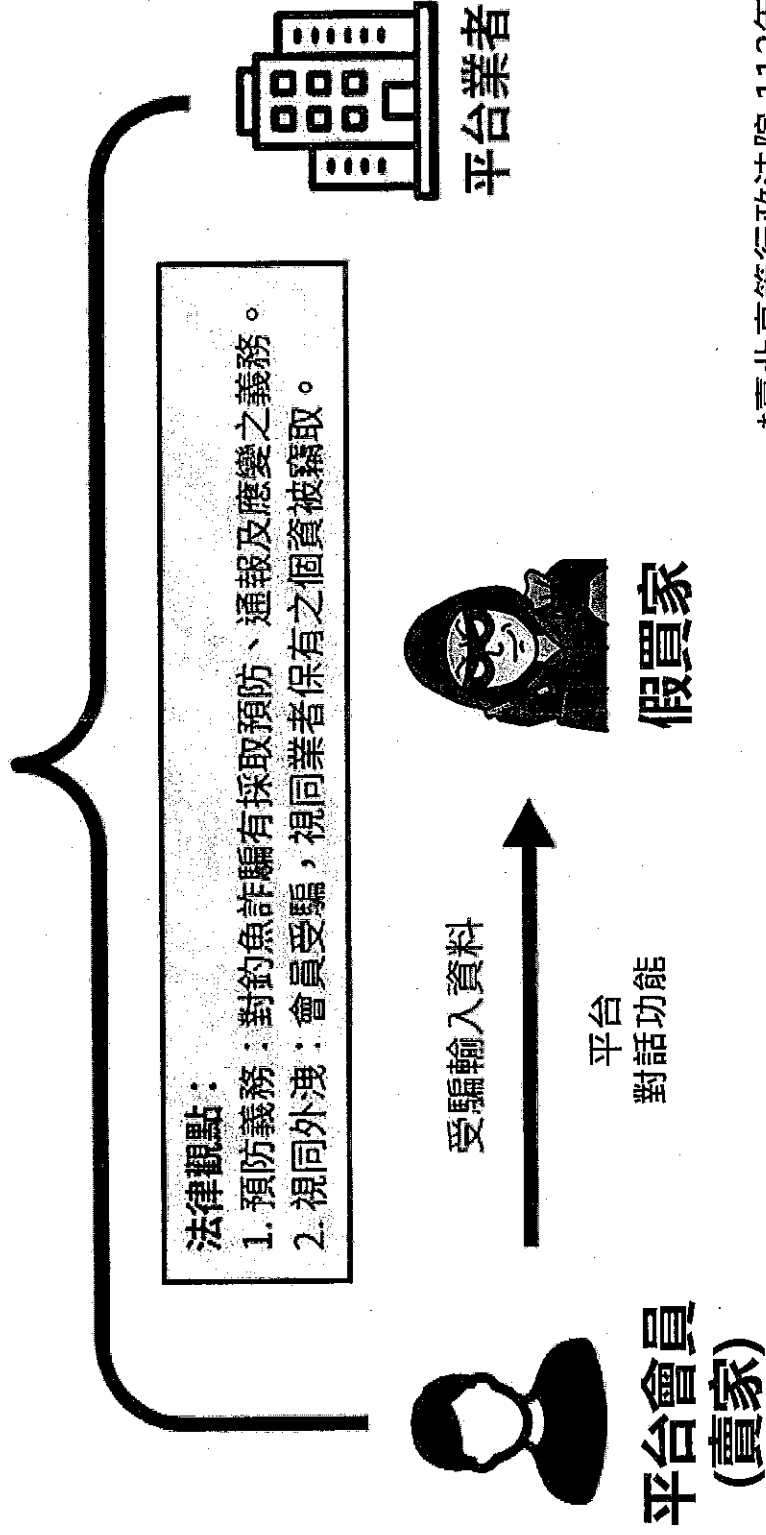 法律觀點：
1. 預防義務：對釣魚詐騙有採取預防、通報及應變之義務。
2. 視同外洩：會員受騙，視同業者保有之個資被竊取。
受騙輸入資料
平台
對話功能
平台會員
(賣家)
假買家
平台業者